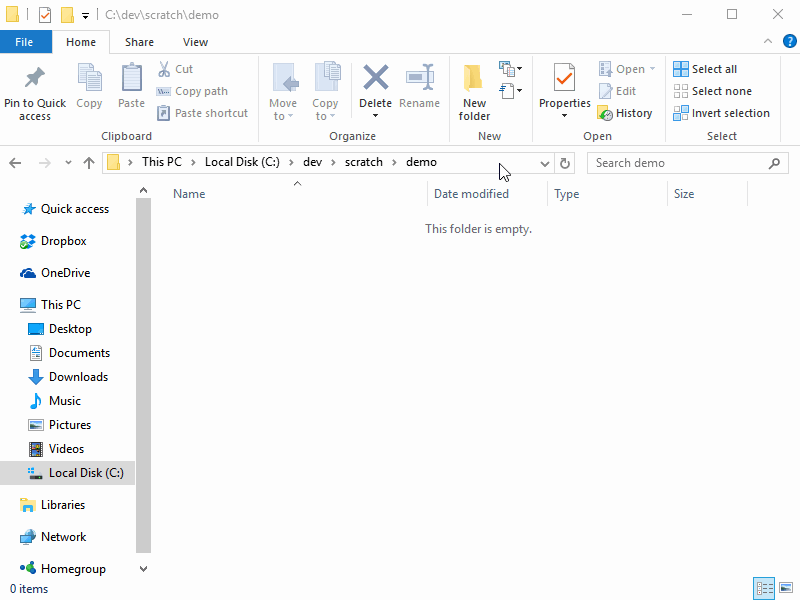 C:\dev\scratch\demo
File Home Share View
Pin to Quick access
Copy
Paste
Cut
Copy path
Paste shortcut
Clipboard
Move to
Copy to
Delete
Rename
Organize
New folder
New
Properties
Open
Edit
History
Open
Select all
Select none
Invert selection
Select
This PC Local Disk (C:) dev scratch demo
Search demo
Name Date modified Type Size
This folder is empty.
Quick access
Dropbox
OneDrive
This PC
Desktop
Documents
Downloads
Music
Pictures
Videos
Local Disk (C:)
Libraries
Network
Homegroup
0 items